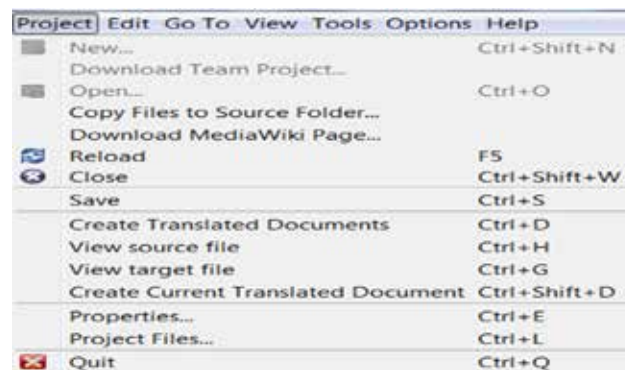 Project Edit Go To View Tools Options Help
New... Ctrl+Shift+N
Download Team Project...
Open... Ctrl+O
Copy Files to Source Folder...
Download MediaWiki Page...
Reload F5
Close Ctrl+Shift+W
Save Ctrl+S
Create Translated Documents Ctrl+D
View source file Ctrl+H
View target file Ctrl+G
Create Current Translated Document Ctrl+Shift+D
Properties... Ctrl+E
Project Files... Ctrl+L
Quit Ctrl+Q